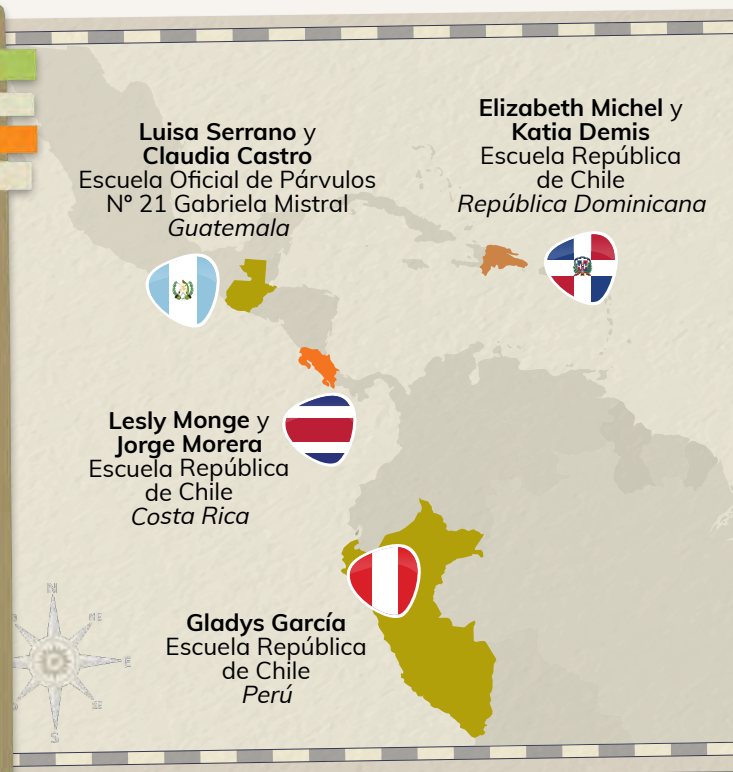 Luisa Serrano y
Claudia Castro
Escuela Oficial de Párvulos
Nº 21 Gabriela Mistral
Guatemala
Elizabeth Michel y
Katia Demis
Escuela República
de Chile
República Dominicana
Lesly Monge y
Jorge Morera
Escuela República
de Chile
Costa Rica
Gladys García
Escuela República
de Chile
Perú
N
NE
E
SE
S